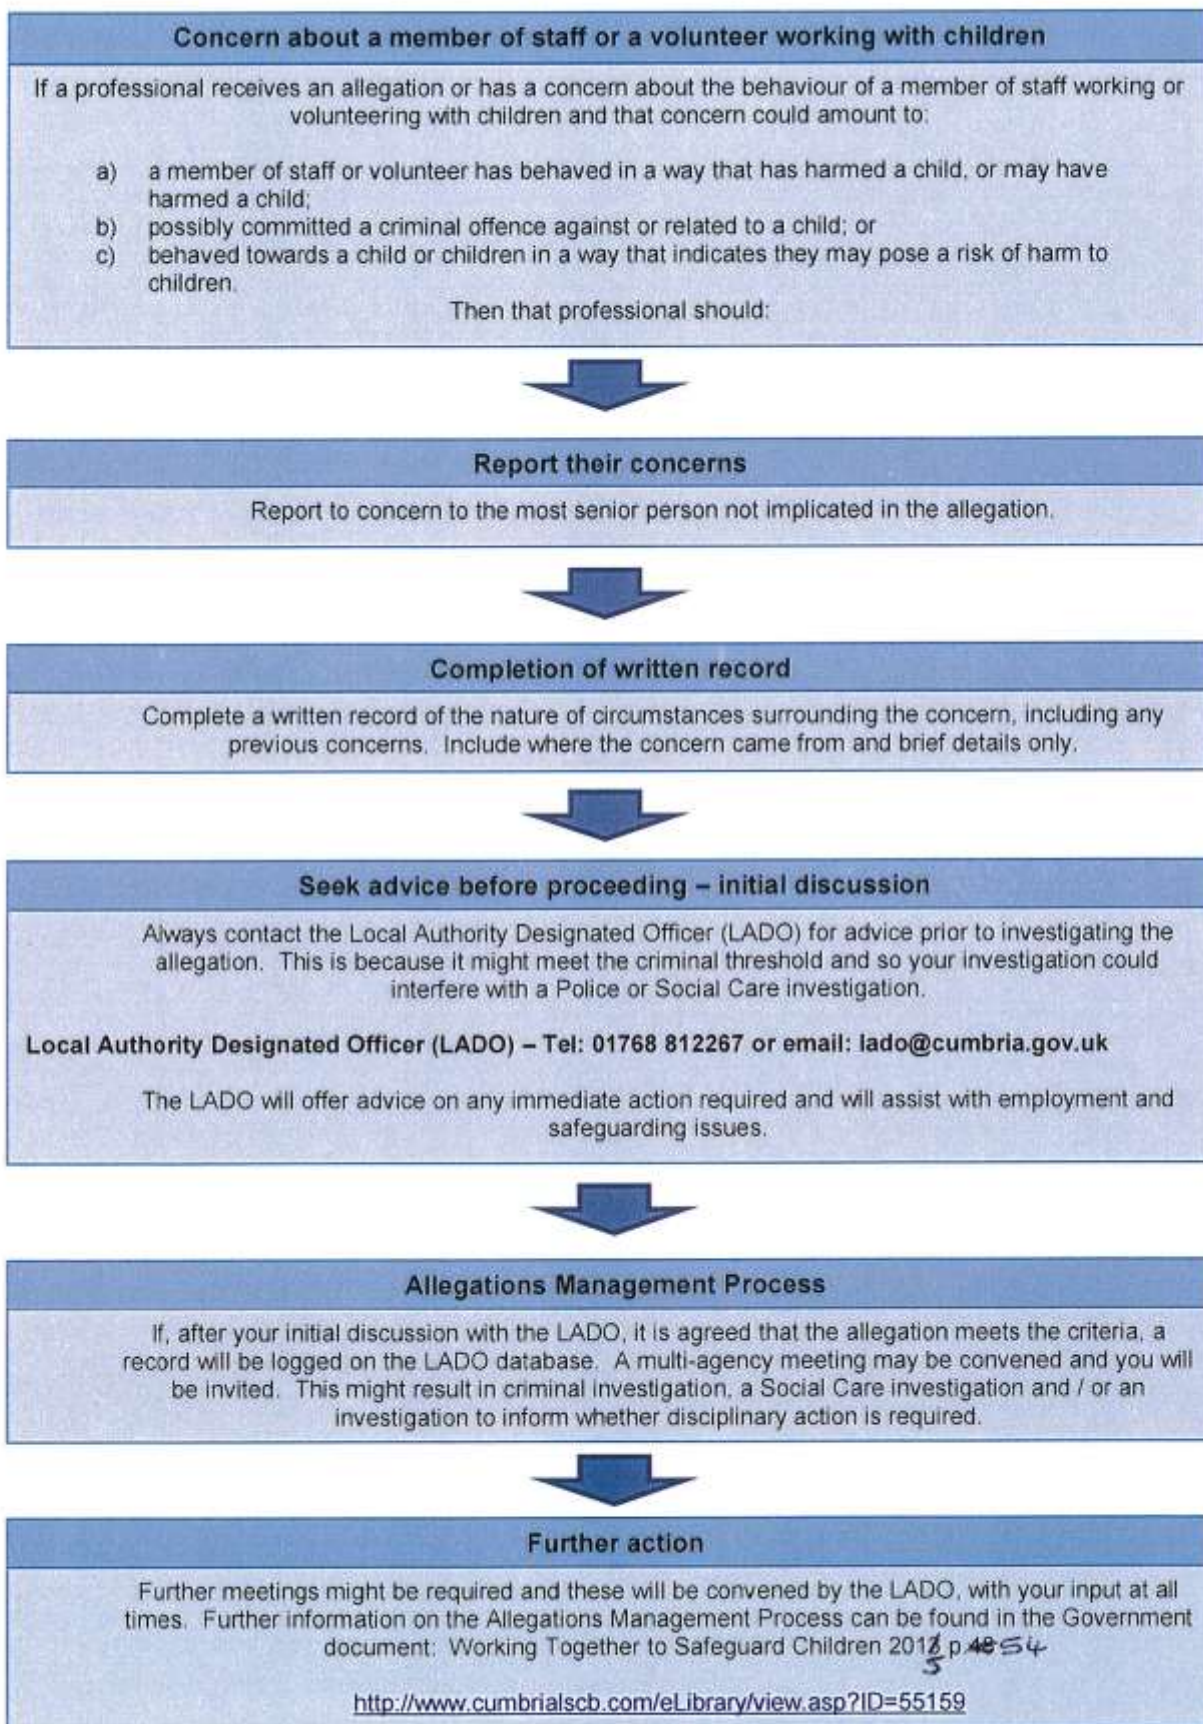 Concern about a member of staff or a volunteer working with children
If a professional receives an allegation or has a concern about the behaviour of a member of staff working or
volunteering with children and that concern could amount to:
a) a member of staff or volunteer has behaved in a way that has harmed a child, or may have
harmed a child;
b) possibly committed a criminal offence against or related to a child; or
c) behaved towards a child or children in a way that indicates they may pose a risk of harm to
children.
Then that professional should:
Report their concerns
Report to concern to the most senior person not implicated in the allegation.
Completion of written record
Complete a written record of the nature of circumstances surrounding the concern, including any
previous concerns. Include where the concern came from and brief details only.
Seek advice before proceeding – initial discussion
Always contact the Local Authority Designated Officer (LADO) for advice prior to investigating the
allegation. This is because it might meet the criminal threshold and so your investigation could
interfere with a Police or Social Care investigation.
Local Authority Designated Officer (LADO) – Tel: 01768 812267 or email: lado@cumbria.gov.uk
The LADO will offer advice on any immediate action required and will assist with employment and
safeguarding issues.
Allegations Management Process
If, after your initial discussion with the LADO, it is agreed that the allegation meets the criteria, a
record will be logged on the LADO database. A multi-agency meeting may be convened and you will
be invited. This might result in criminal investigation, a Social Care investigation and / or an
investigation to inform whether disciplinary action is required.
Further action
Further meetings might be required and these will be convened by the LADO, with your input at all
times. Further information on the Allegations Management Process can be found in the Government
document: Working Together to Safeguard Children 2015 p 54
http://www.cumbrialscb.com/eLibrary/view.asp?ID=55159